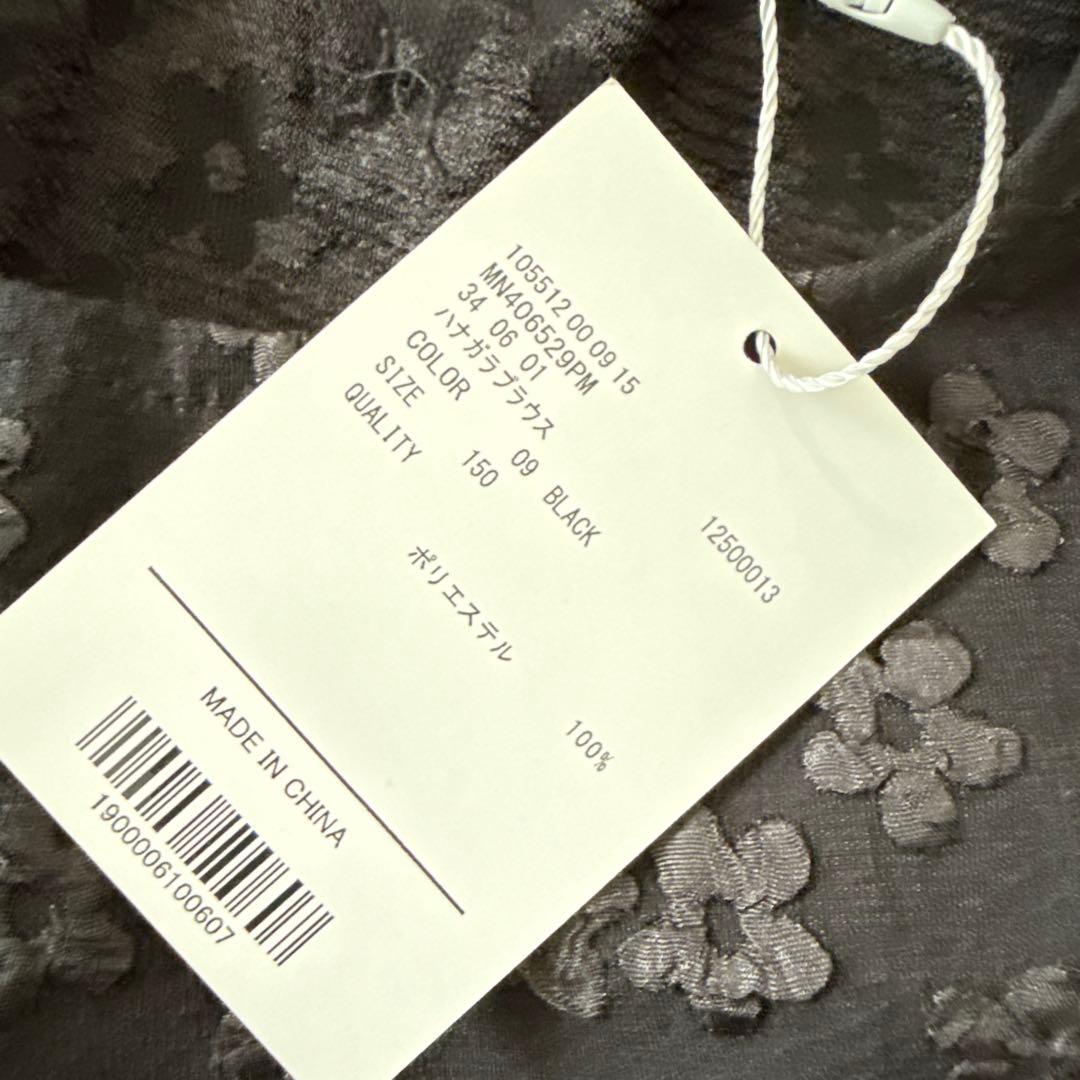 105512 00 09 15
MN406529PM
34 06 01
ハナガラブラウス
COLOR 09 BLACK
SIZE 150
QUALITY
12500013
ポリエステル 100%
MADE IN CHINA
1900006100607